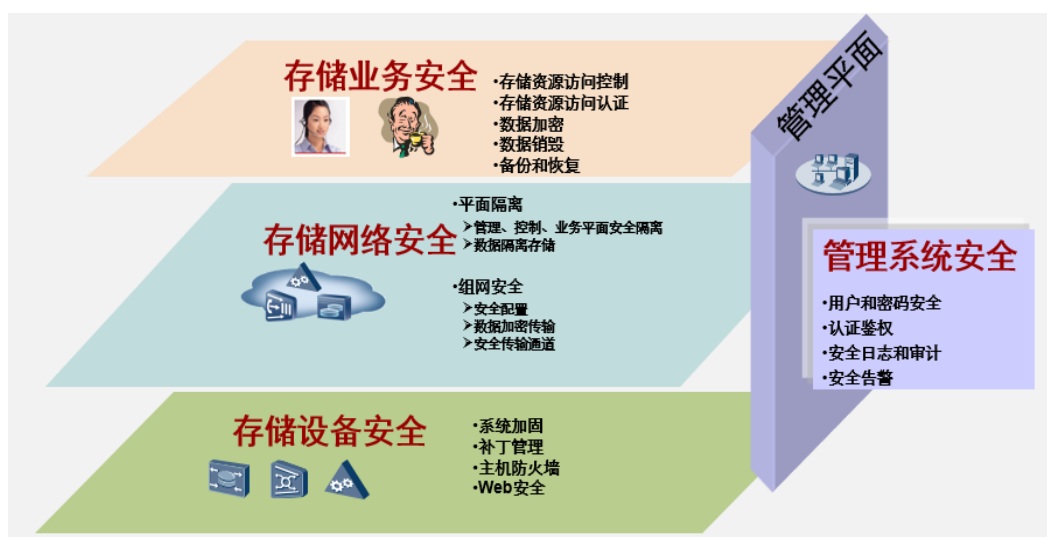 存储业务安全
·存储资源访问控制
·存储资源访问认证
·数据加密
·数据销毁
·备份和恢复
管理平面
存储网络安全
·平面隔离
➢管理、控制、业务平面安全隔离
➢数据隔离存储
·组网安全
➢安全配置
➢数据加密传输
➢安全传输通道
管理系统安全
·用户和密码安全
·认证鉴权
·安全日志和审计
·安全告警
存储设备安全
·系统加固
·补丁管理
·主机防火墙
·Web安全